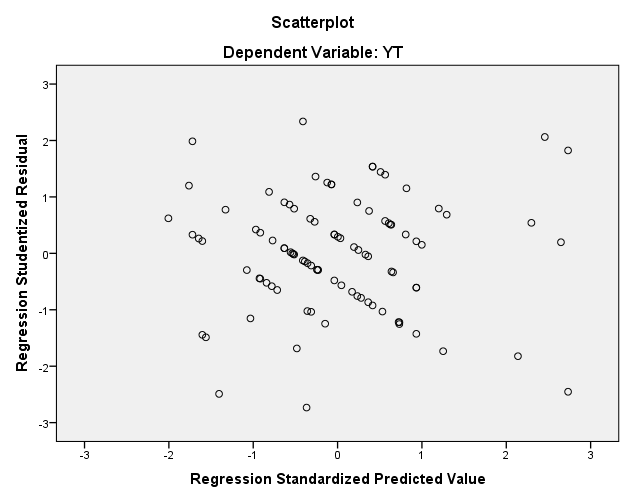 Scatterplot
Dependent Variable: YT
Regression Studentized Residual
3
2
1
0
-1
-2
-3
-3 -2 -1 0 1 2 3
Regression Standardized Predicted Value